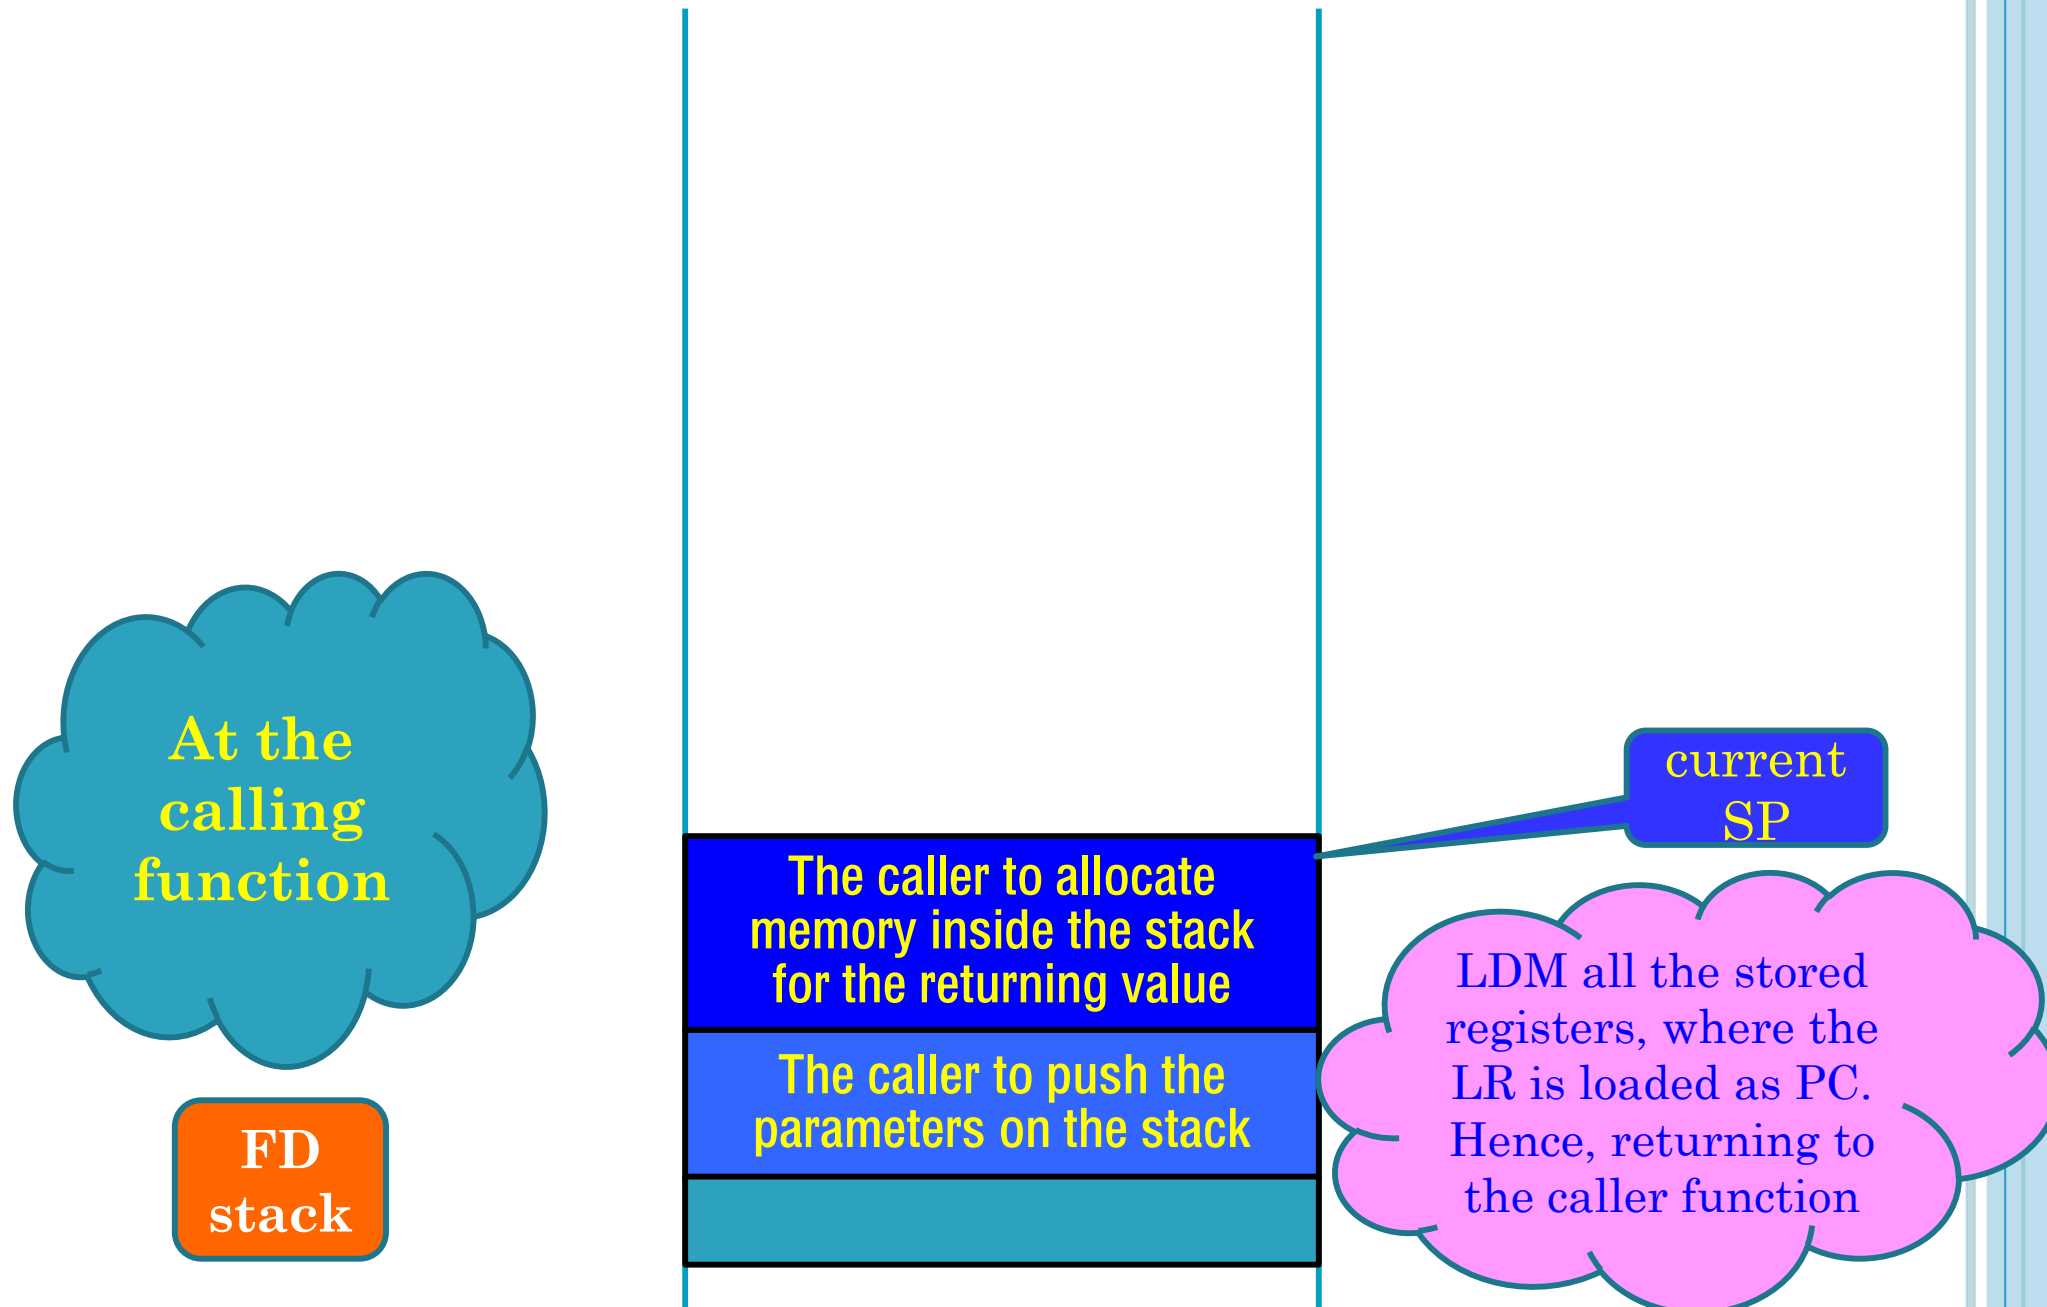 At the
calling
function
FD
stack
The caller to allocate
memory inside the stack
for the returning value
The caller to push the
parameters on the stack
current
SP
LDM all the stored
registers, where the
LR is loaded as PC.
Hence, returning to
the caller function